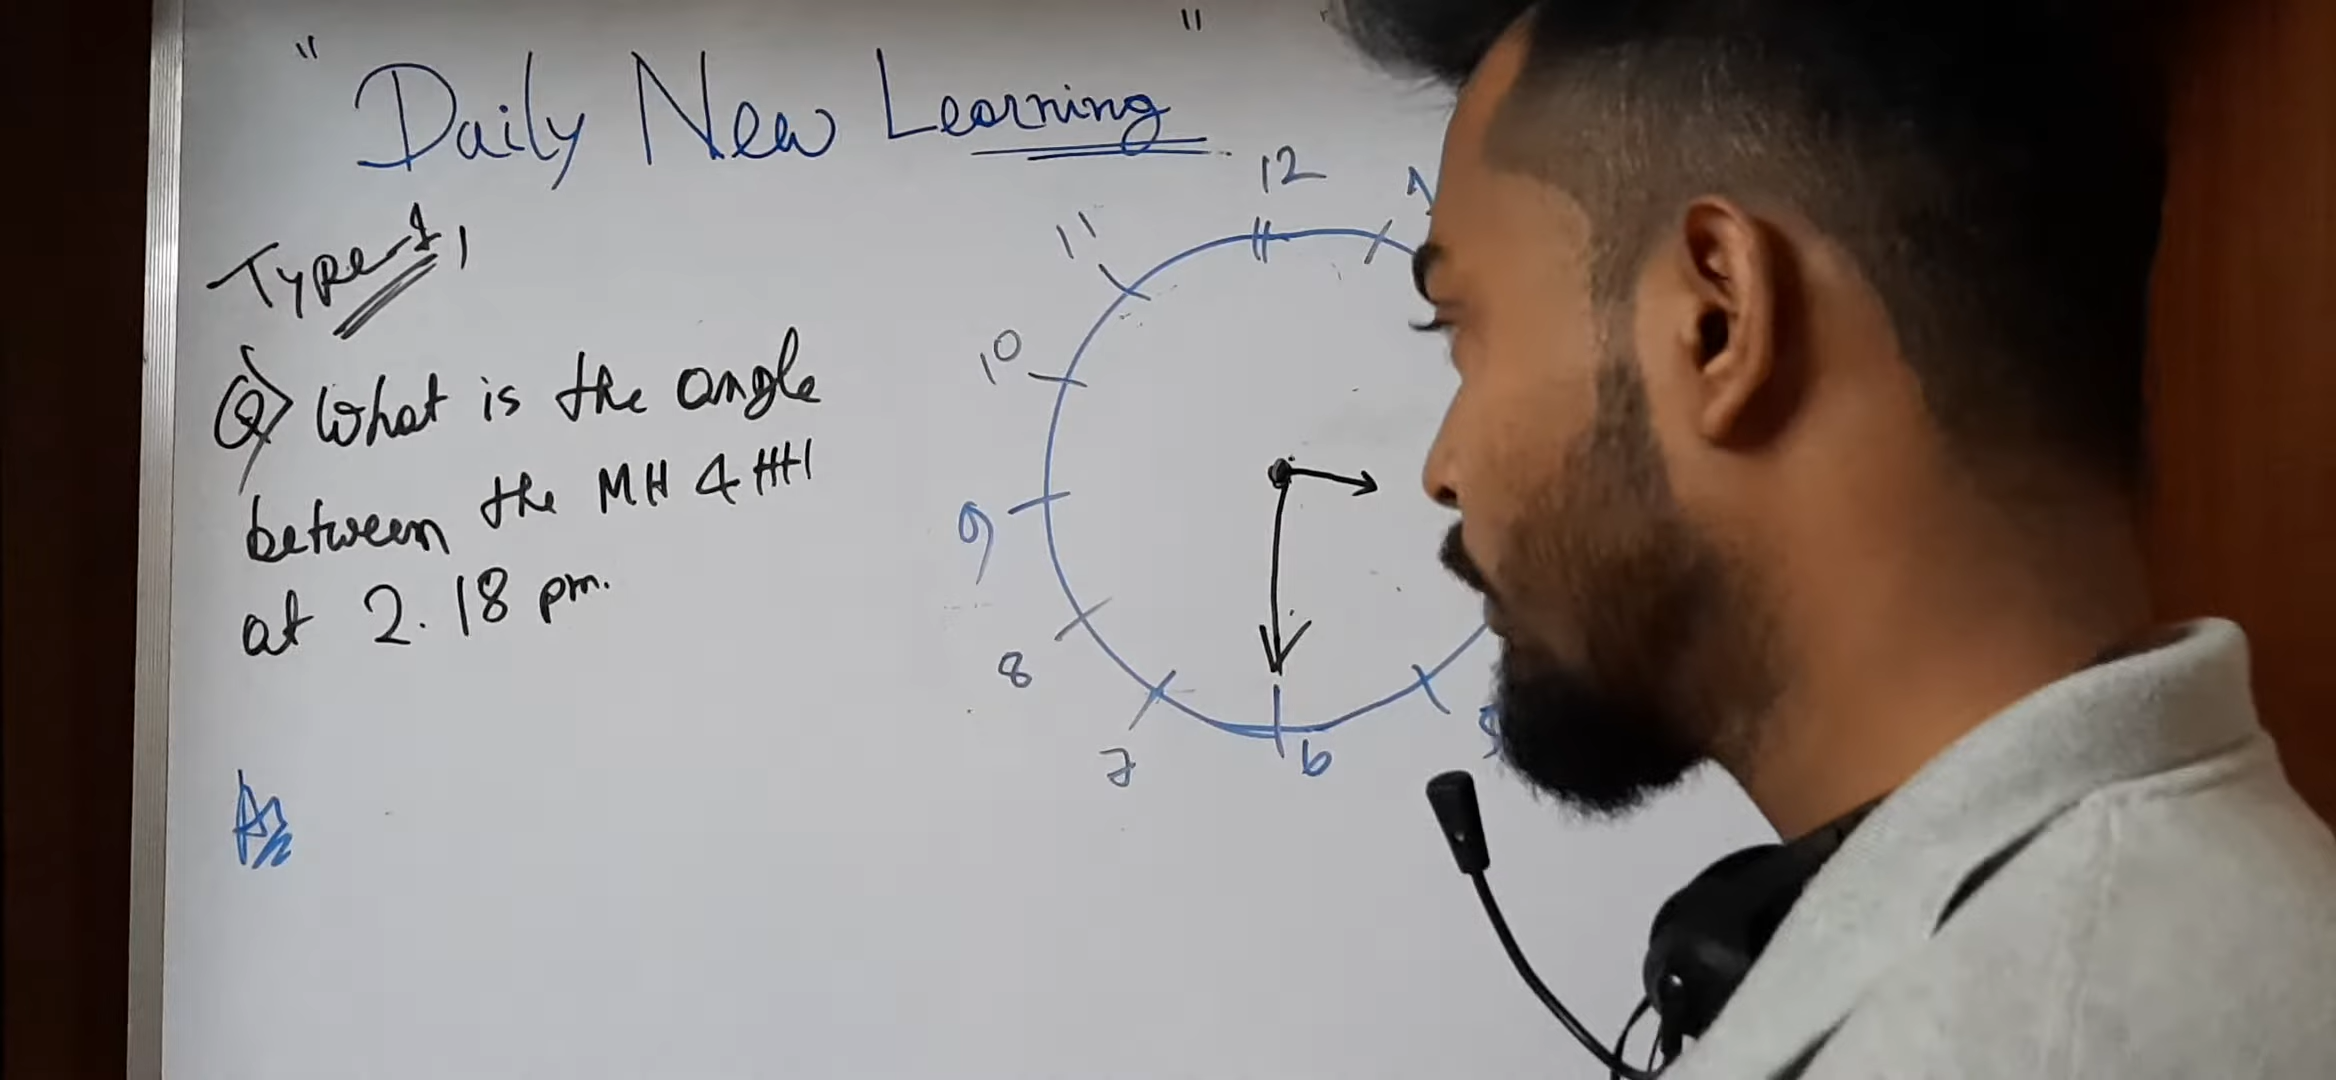 " Daily New Learning "
Type-1,
Q> What is the angle
between the MH & HH
at 2.18 pm.
Ans
12
1
11
10
9
8
7
6
5